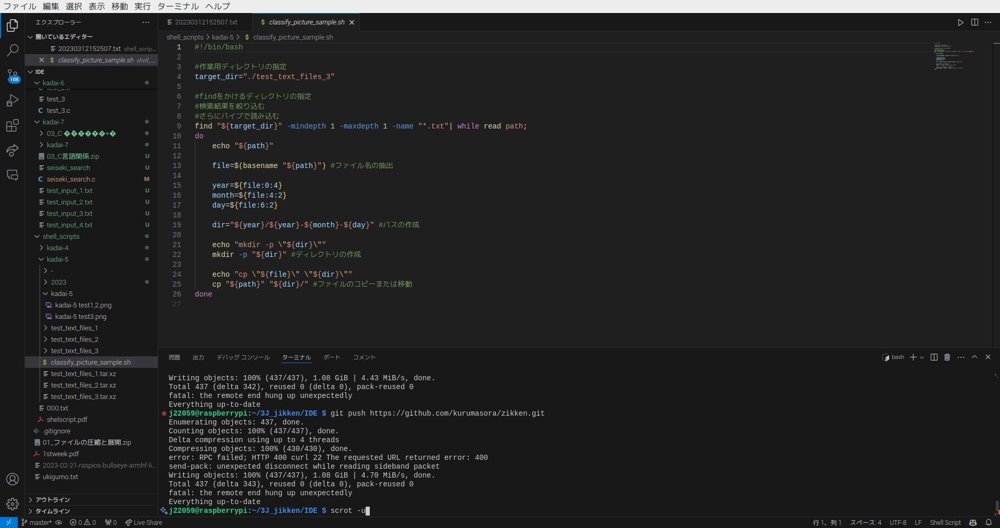 ファイル 編集 選択 表示 移動 実行 ターミナル ヘルプ
エクスプローラー
開いているエディター
20230312152507.txt shell_scrip...
classify_picture_sample.sh shell_...
IDE
kadai-6
test_2.c
test_3
C test_3.c
kadai-7
03_C ������+�
kadai-7
03_C言語関係.zip U
seiseki_search U
C seiseki_search.c M
test_input_1.txt U
test_input_2.txt U
test_input_3.txt U
test_input_4.txt U
shell_scripts
kadai-4
kadai-5
-
2023
kadai-5
kadai-5 test1,2.png
kadai-5 test3.png
test_text_files_1
test_text_files_2
test_text_files_3
$ classify_picture_sample.sh
test_text_files_1.tar.xz
test_text_files_2.tar.xz
test_text_files_3.tar.xz
000.txt
shelscript.pdf
.gitignore
01_ファイルの圧縮と展開.zip
1stweek.pdf
2023-02-21-raspios-bullseye-armhf-li...
ukigumo.txt
アウトライン
タイムライン
10K
20230312152507.txt
$ classify_picture_sample.sh
shell_scripts > kadai-5 > $ classify_picture_sample.sh
1 #!/bin/bash
2
3 #作業用ディレクトリの指定
4 target_dir="./test_text_files_3"
5
6 #findをかけるディレクトリの指定
7 #検索結果を絞り込む
8 #さらにパイプで読み込む
9 find "${target_dir}" -mindepth 1 -maxdepth 1 -name "*.txt"| while read path;
10 do
11 echo "${path}"
12
13 file=$(basename "${path}") #ファイル名の抽出
14
15 year=${file:0:4}
16 month=${file:4:2}
17 day=${file:6:2}
18
19 dir="${year}/${year}-${month}-${day}" #パスの作成
20
21 echo "mkdir -p \"${dir}\""
22 mkdir -p "${dir}" #ディレクトリの作成
23
24 echo "cp \"${file}\" \"${dir}\""
25 cp "${path}" "${dir}/" #ファイルのコピーまたは移動
26 done
27
問題 出力 デバッグ コンソール ターミナル ポート コメント
bash
Writing objects: 100% (437/437), 1.08 GiB | 4.43 MiB/s, done.
Total 437 (delta 342), reused 0 (delta 0), pack-reused 0
fatal: the remote end hung up unexpectedly
Everything up-to-date
j22059@raspberrypi:~/3J_jikken/IDE $ git push https://github.com/kurumasora/zikken.git
Enumerating objects: 437, done.
Counting objects: 100% (437/437), done.
Delta compression using up to 4 threads
Compressing objects: 100% (430/430), done.
error: RPC failed; HTTP 400 curl 22 The requested URL returned error: 400
send-pack: unexpected disconnect while reading sideband packet
Writing objects: 100% (437/437), 1.08 GiB | 4.70 MiB/s, done.
Total 437 (delta 343), reused 0 (delta 0), pack-reused 0
fatal: the remote end hung up unexpectedly
Everything up-to-date
j22059@raspberrypi:~/3J_jikken/IDE $ scrot -u
master* 0 0 0 Live Share
行 1、列 1 スペース: 4 UTF-8 LF Shell Script